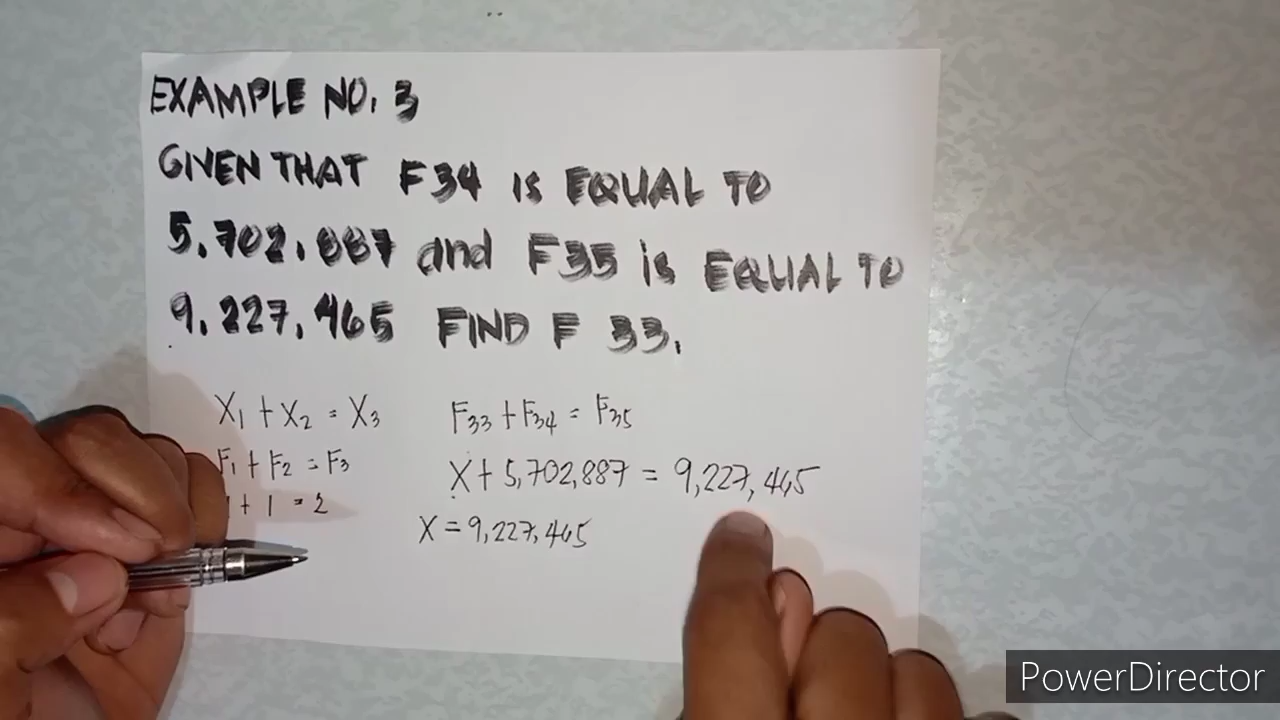 EXAMPLE NO. 3
GIVEN THAT F34 IS EQUAL TO
5,702,887 and F35 is EQUAL TO
9,227,465 FIND F 33.
X1 + X2 = X3
F1 + F2 = F3
1 + 1 = 2
F33 + F34 = F35
X + 5,702,887 = 9,227,465
X = 9,227,465
PowerDirector